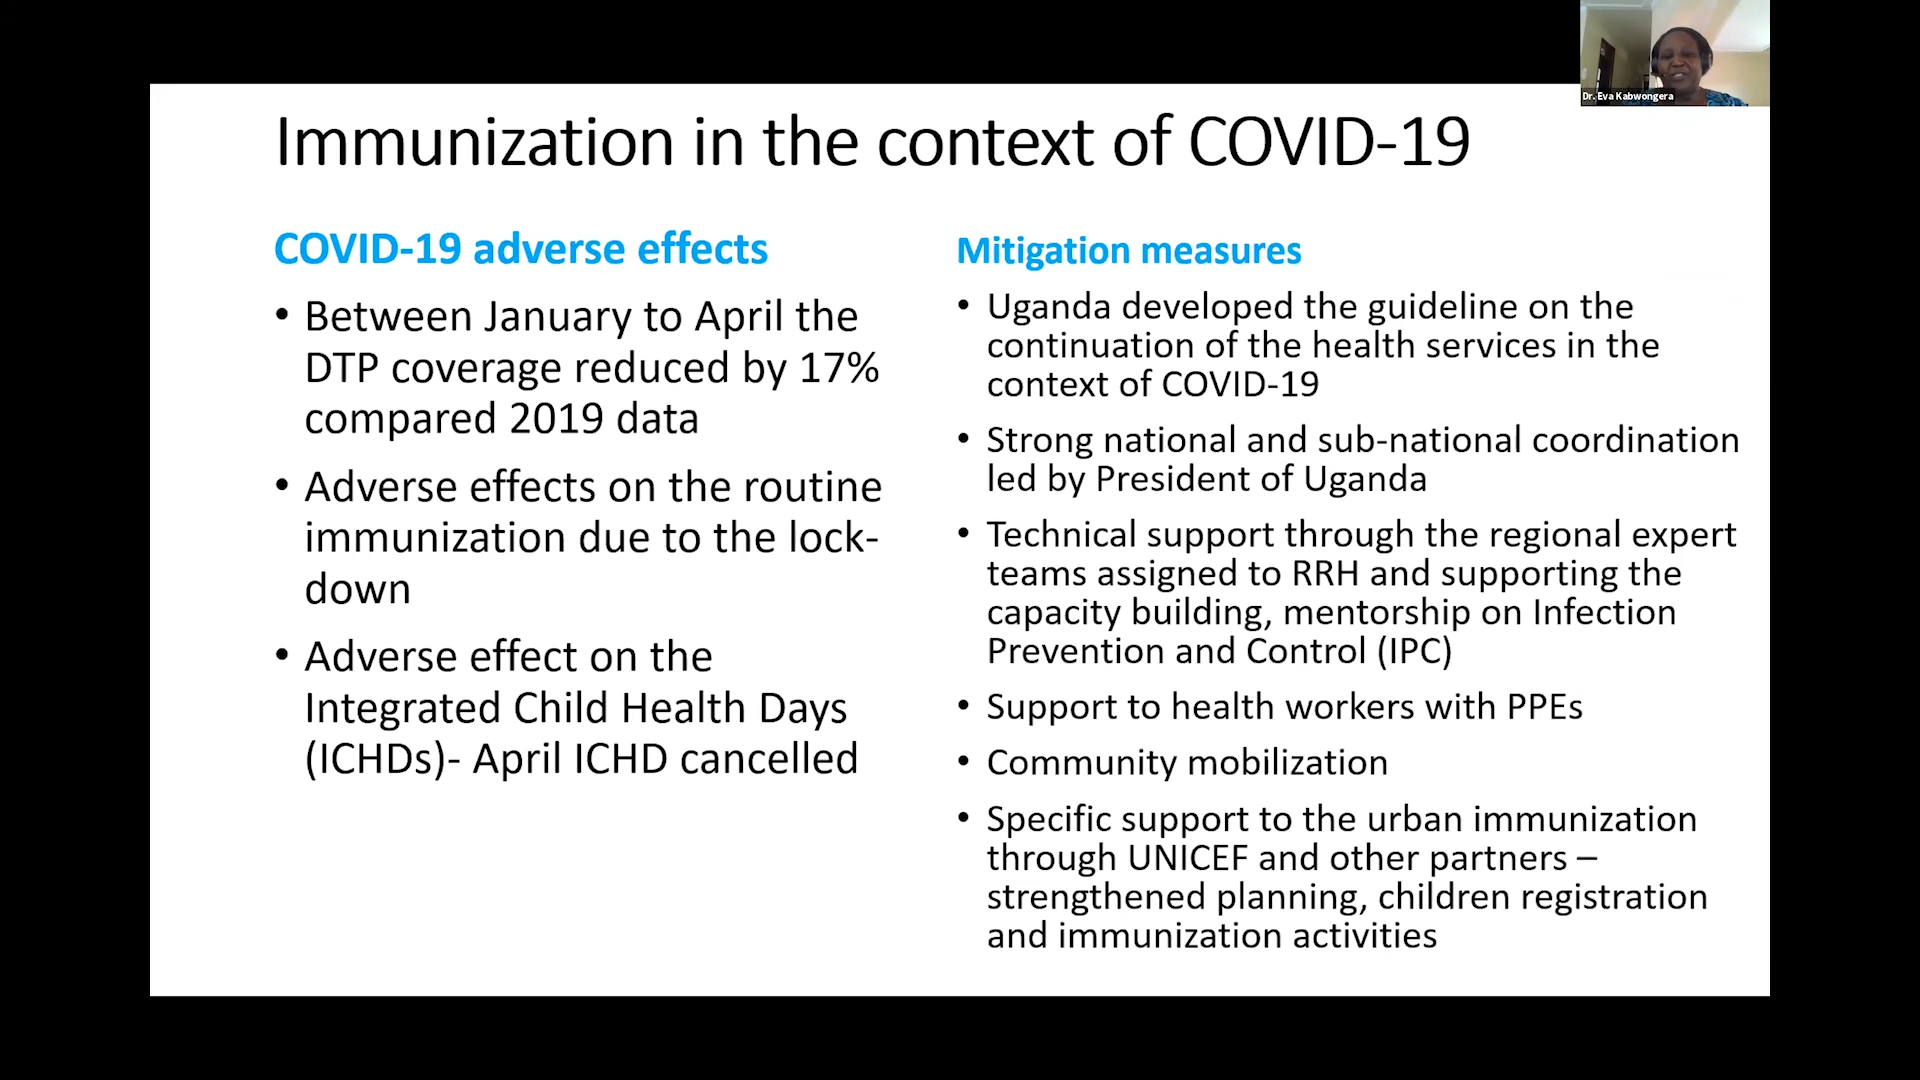 Dr. Eva Kabwongera
Immunization in the context of COVID-19
COVID-19 adverse effects
• Between January to April the
DTP coverage reduced by 17%
compared 2019 data
• Adverse effects on the routine
immunization due to the lock-
down
• Adverse effect on the
Integrated Child Health Days
(ICHDs)- April ICHD cancelled
Mitigation measures
• Uganda developed the guideline on the
continuation of the health services in the
context of COVID-19
• Strong national and sub-national coordination
led by President of Uganda
• Technical support through the regional expert
teams assigned to RRH and supporting the
capacity building, mentorship on Infection
Prevention and Control (IPC)
• Support to health workers with PPEs
• Community mobilization
• Specific support to the urban immunization
through UNICEF and other partners –
strengthened planning, children registration
and immunization activities